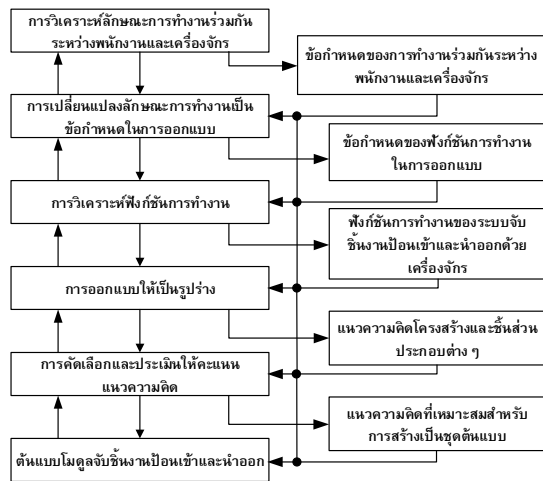 การวิเคราะห์ลักษณะการทำงานร่วมกัน
ระหว่างพนักงานและเครื่องจักร
ข้อกำหนดของการทำงานร่วมกันระหว่าง
พนักงานและเครื่องจักร
การเปลี่ยนแปลงลักษณะการทำงานเป็น
ข้อกำหนดในการออกแบบ
ข้อกำหนดของฟังก์ชันการทำงาน
ในการออกแบบ
การวิเคราะห์ฟังก์ชันการทำงาน
ฟังก์ชันการทำงานของระบบจับ
ชิ้นงานป้อนเข้าและนำออกด้วย
เครื่องจักร
การออกแบบให้เป็นรูปร่าง
แนวความคิดโครงสร้างและชิ้นส่วน
ประกอบต่าง ๆ
การคัดเลือกและประเมินให้คะแนน
แนวความคิด
แนวความคิดที่เหมาะสมสำหรับ
การสร้างเป็นชุดต้นแบบ
ต้นแบบโมดูลจับชิ้นงานป้อนเข้าและนำออก